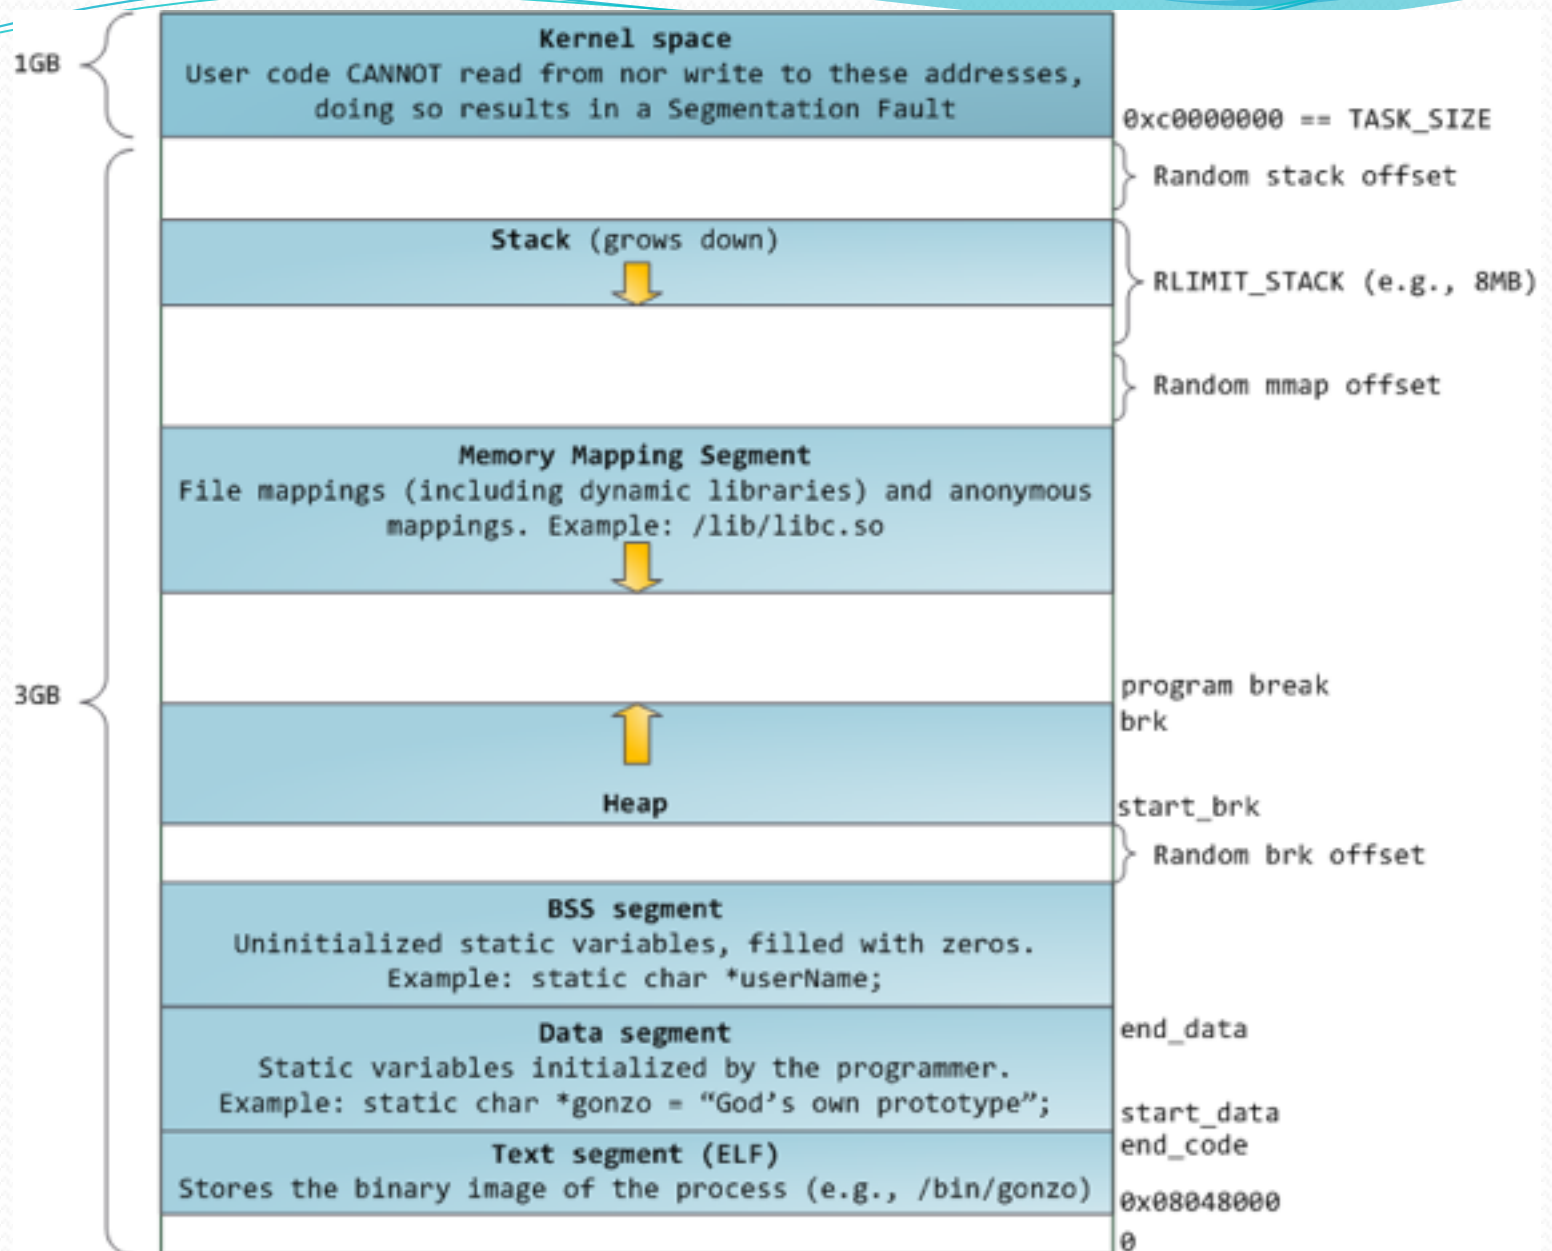 1GB
Kernel space
User code CANNOT read from nor write to these addresses,
doing so results in a Segmentation Fault
0xc0000000 == TASK_SIZE
Random stack offset
Stack (grows down)
RLIMIT_STACK (e.g., 8MB)
Random mmap offset
Memory Mapping Segment
File mappings (including dynamic libraries) and anonymous
mappings. Example: /lib/libc.so
3GB
program break
brk
Heap
start_brk
Random brk offset
BSS segment
Uninitialized static variables, filled with zeros.
Example: static char *userName;
Data segment
Static variables initialized by the programmer.
Example: static char *gonzo = “God’s own prototype”;
end_data
start_data
Text segment (ELF)
Stores the binary image of the process (e.g., /bin/gonzo)
end_code
0x08048000
0